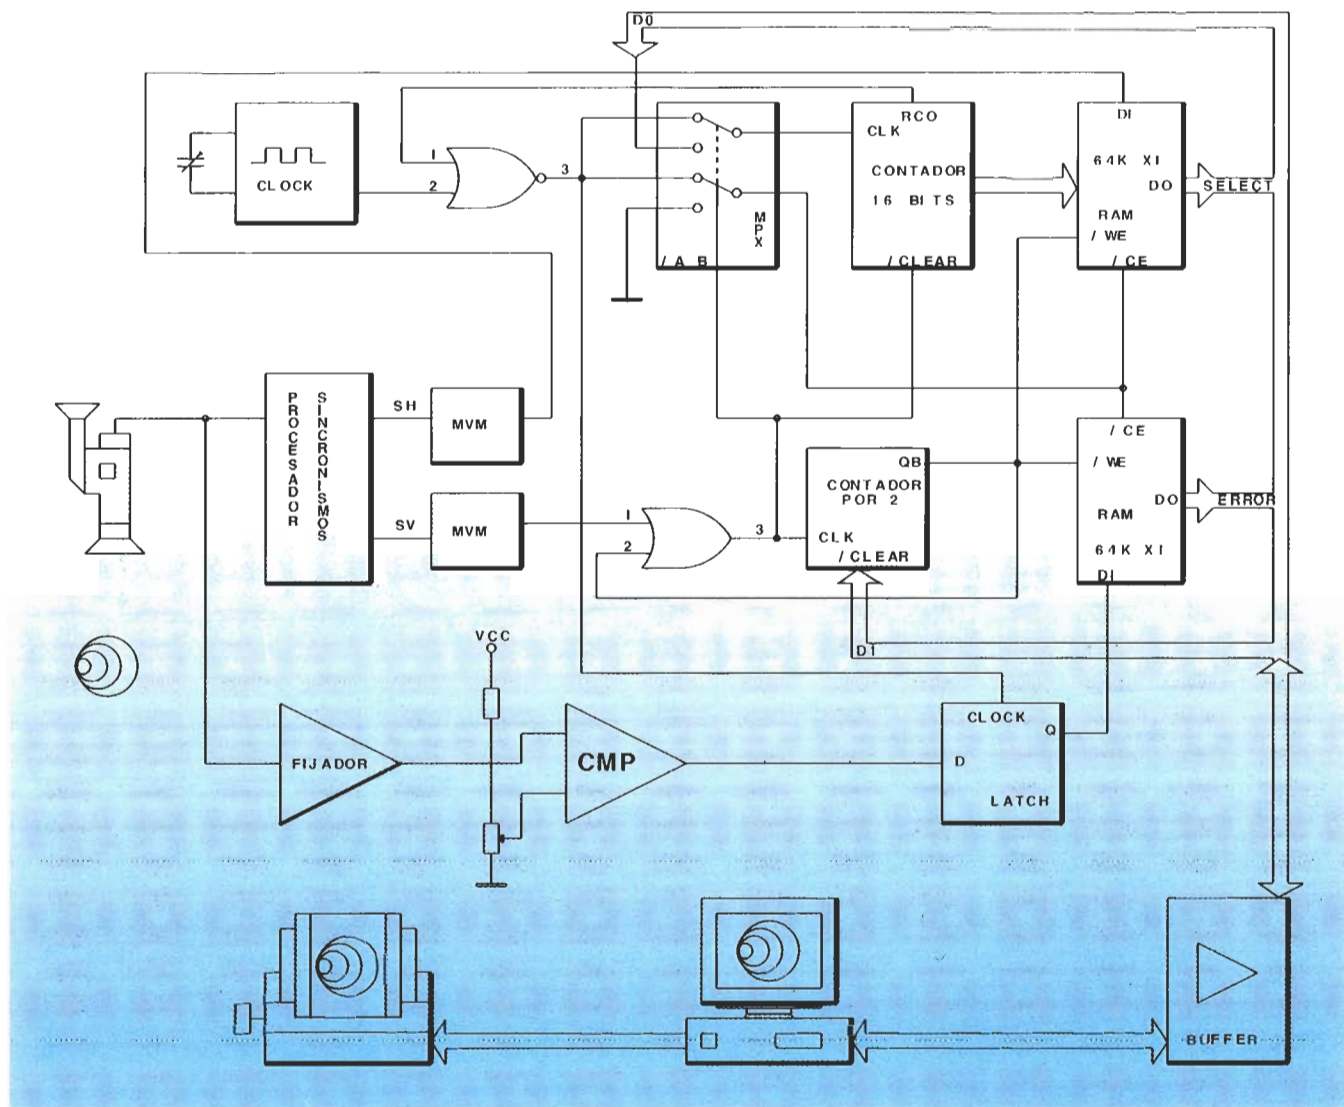 D0
CLOCK
1
2
3
MPX
/ A B
RCO
CLK
CONTADOR
16 BITS
/ CLEAR
DI
64K X1
DO
RAM
/ WE
/ CE
SELECT
PROCESADOR
SINCRONISMOS
SH
MVM
SV
MVM
1
2
3
QB
CONTADOR
POR 2
CLK
/ CLEAR
D1
/ CE
/ WE
DO
RAM
64K X1
DI
ERROR
VCC
FIJADOR
CMP
CLOCK
Q
D
LATCH
BUFFER